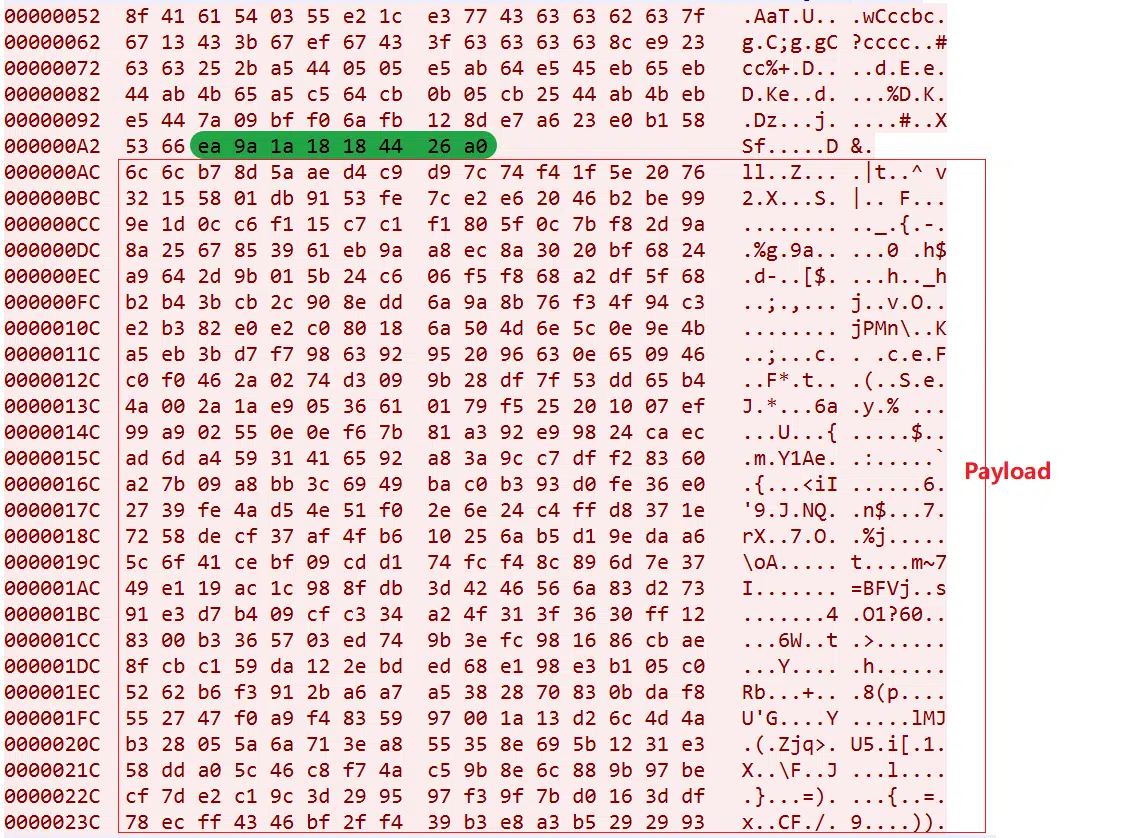 00000052 8f 41 61 54 03 55 e2 1c e3 77 43 63 63 62 63 7f .AaT.U.. .wCccbc.
00000062 67 13 43 3b 67 ef 67 43 3f 63 63 63 63 8c e9 23 g.C;g.gC ?cccc..#
00000072 63 63 25 2b a5 44 05 05 e5 ab 64 e5 45 eb 65 eb cc%+.D.. ..d.E.e.
00000082 44 ab 4b 65 a5 c5 64 cb 0b 05 cb 25 44 ab 4b eb D.Ke..d. ...%D.K.
00000092 e5 44 7a 09 bf f0 6a fb 12 8d e7 a6 23 e0 b1 58 .Dz...j. ....#..X
000000A2 53 66 ea 9a 1a 18 18 44 26 a0 Sf.....D &.
000000AC 6c 6c b7 8d 5a ae d4 c9 d9 7c 74 f4 1f 5e 20 76 ll..Z... .|t..^ v
000000BC 32 15 58 01 db 91 53 fe 7c e2 e6 20 46 b2 be 99 2.X...S. |.. F...
000000CC 9e 1d 0c c6 f1 15 c7 c1 f1 80 5f 0c 7b f8 2d 9a ........ .._.{.-.
000000DC 8a 25 67 85 39 61 eb 9a a8 ec 8a 30 20 bf 68 24 .%g.9a.. ...0 .h$
000000EC a9 64 2d 9b 01 5b 24 c6 06 f5 f8 68 a2 df 5f 68 .d-..[$. ...h.._h
000000FC b2 b4 3b cb 2c 90 8e dd 6a 9a 8b 76 f3 4f 94 c3 ..;.,... j..v.O..
0000010C e2 b3 82 e0 e2 c0 80 18 6a 50 4d 6e 5c 0e 9e 4b ........ jPMn\..K
0000011C a5 eb 3b d7 f7 98 63 92 95 20 96 63 0e 65 09 46 ..;...c. . .c.e.F
0000012C c0 f0 46 2a 02 74 d3 09 9b 28 df 7f 53 dd 65 b4 ..F*.t.. .(..S.e.
0000013C 4a 00 2a 1a e9 05 36 61 01 79 f5 25 20 10 07 ef J.*...6a .y.% ...
0000014C 99 a9 02 55 0e 0e f6 7b 81 a3 92 e9 98 24 ca ec ...U...{ .....$..
0000015C ad 6d a4 59 31 41 65 92 a8 3a 9c c7 df f2 83 60 .m.Y1Ae. .:.....`
0000016C a2 7b 09 a8 bb 3c 69 49 ba c0 b3 93 d0 fe 36 e0 .{...<iI ......6.
0000017C 27 39 fe 4a d5 4e 51 f0 2e 6e 24 c4 ff d8 37 1e '9.J.NQ. .n$...7.
0000018C 72 58 de cf 37 af 4f b6 10 25 6a b5 d1 9e da a6 rX..7.O. .%j.....
0000019C 5c 6f 41 ce bf 09 cd d1 74 fc f4 8c 89 6d 7e 37 \oA..... t....m~7
000001AC 49 e1 19 ac 1c 98 8f db 3d 42 46 56 6a 83 d2 73 I....... =BFVj..s
000001BC 91 e3 d7 b4 09 cf c3 34 a2 4f 31 3f 36 30 ff 12 .......4 .O1?60..
000001CC 83 00 b3 36 57 03 ed 74 9b 3e fc 98 16 86 cb ae ...6W..t .>......
000001DC 8f cb c1 59 da 12 2e bd ed 68 e1 98 e3 b1 05 c0 ...Y.... .h......
000001EC 52 62 b6 f3 91 2b a6 a7 a5 38 28 70 83 0b da f8 Rb...+.. .8(p....
000001FC 55 27 47 f0 a9 f4 83 59 97 00 1a 13 d2 6c 4d 4a U'G....Y .....lMJ
0000020C b3 28 05 5a 6a 71 3e a8 55 35 8e 69 5b 12 31 e3 .(.Zjq>. U5.i[.1.
0000021C 58 dd a0 5c 46 c8 f7 4a c5 9b 8e 6c 88 9b 97 be X..\F..J ...l....
0000022C cf 7d e2 c1 9c 3d 29 95 97 f3 9f 7b d0 16 3d df .}...=). ...{..=.
0000023C 78 ec ff 43 46 bf 2f f4 39 b3 e8 a3 b5 29 29 93 x..CF./. 9....)).
Payload